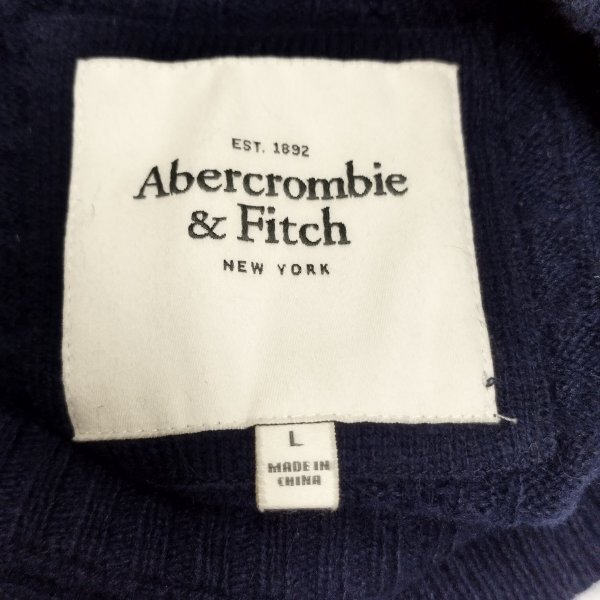 EST. 1892
Abercrombie
& Fitch
NEW YORK
L
MADE IN
CHINA